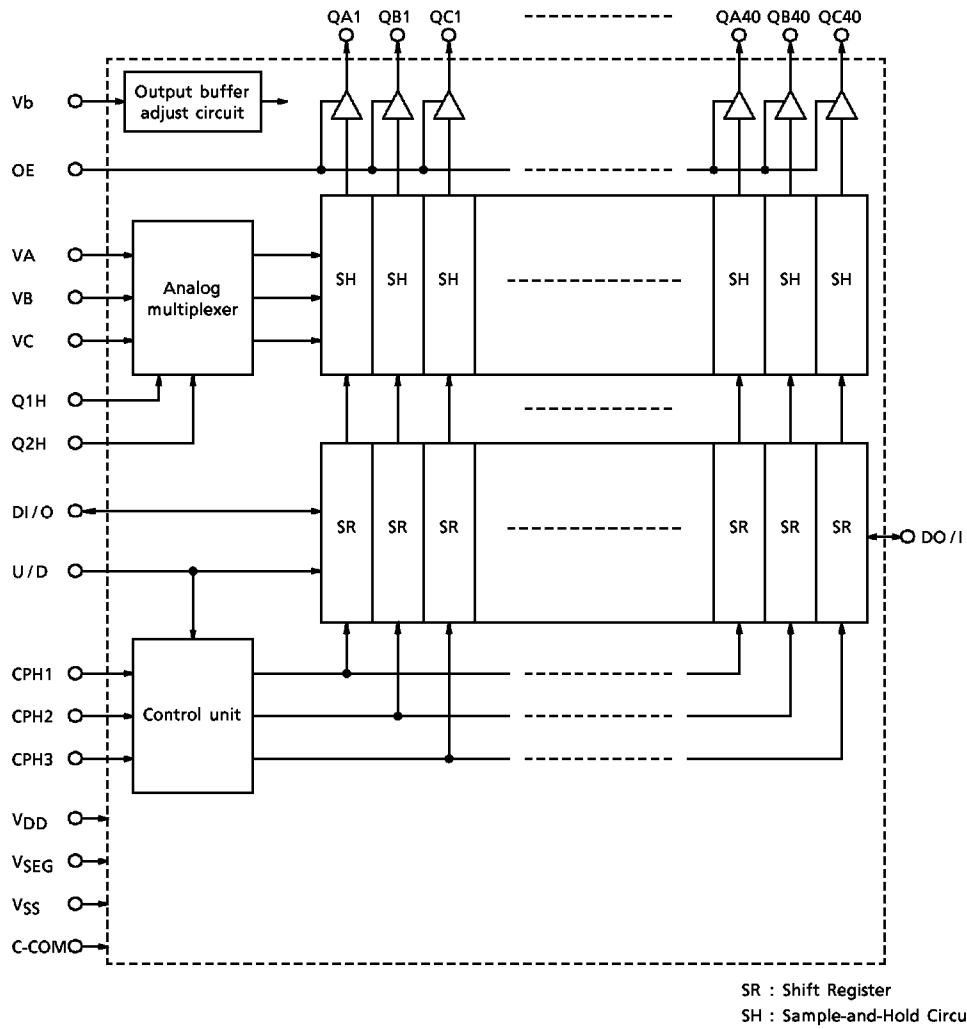 QA1 QB1 QC1 QA40 QB40 QC40
Vb
Output buffer
adjust circuit
OE
VA
VB
VC
Analog
multiplexer
SH SH SH SH SH SH
Q1H
Q2H
DI/O
U/D
SR SR SR SR SR SR
DO/I
CPH1
CPH2
CPH3
Control unit
VDD
VSEG
VSS
C-COM
SR : Shift Register
SH : Sample-and-Hold Circu